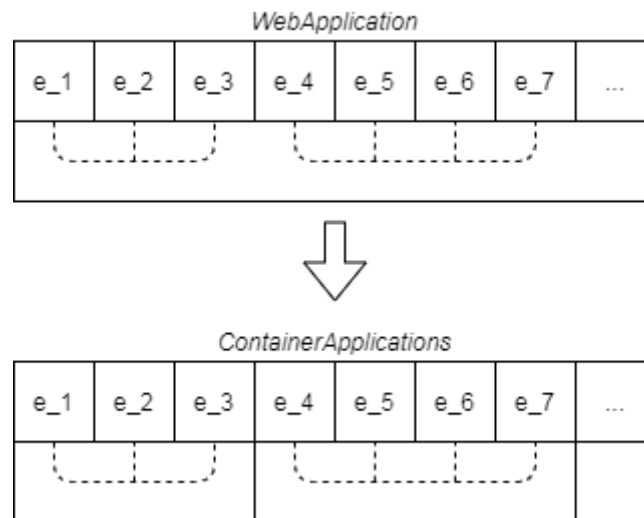 WebApplication
e_1 e_2 e_3 e_4 e_5 e_6 e_7 ...
ContainerApplications
e_1 e_2 e_3 e_4 e_5 e_6 e_7 ...